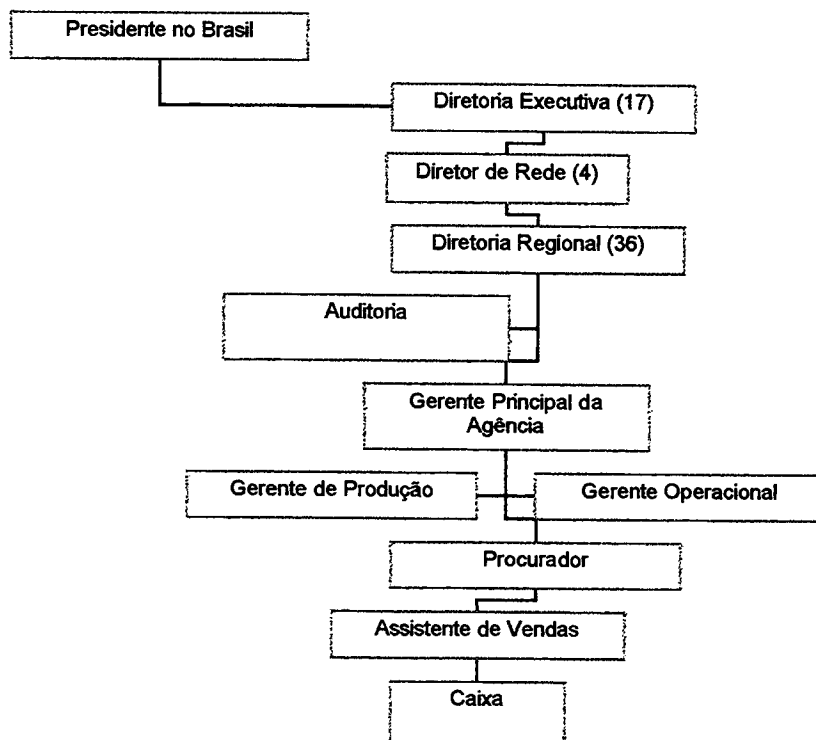 Presidente no Brasil
Diretoria Executiva (17)
Diretor de Rede (4)
Diretoria Regional (36)
Auditoria
Gerente Principal da
Agência
Gerente de Produção
Gerente Operacional
Procurador
Assistente de Vendas
Caixa